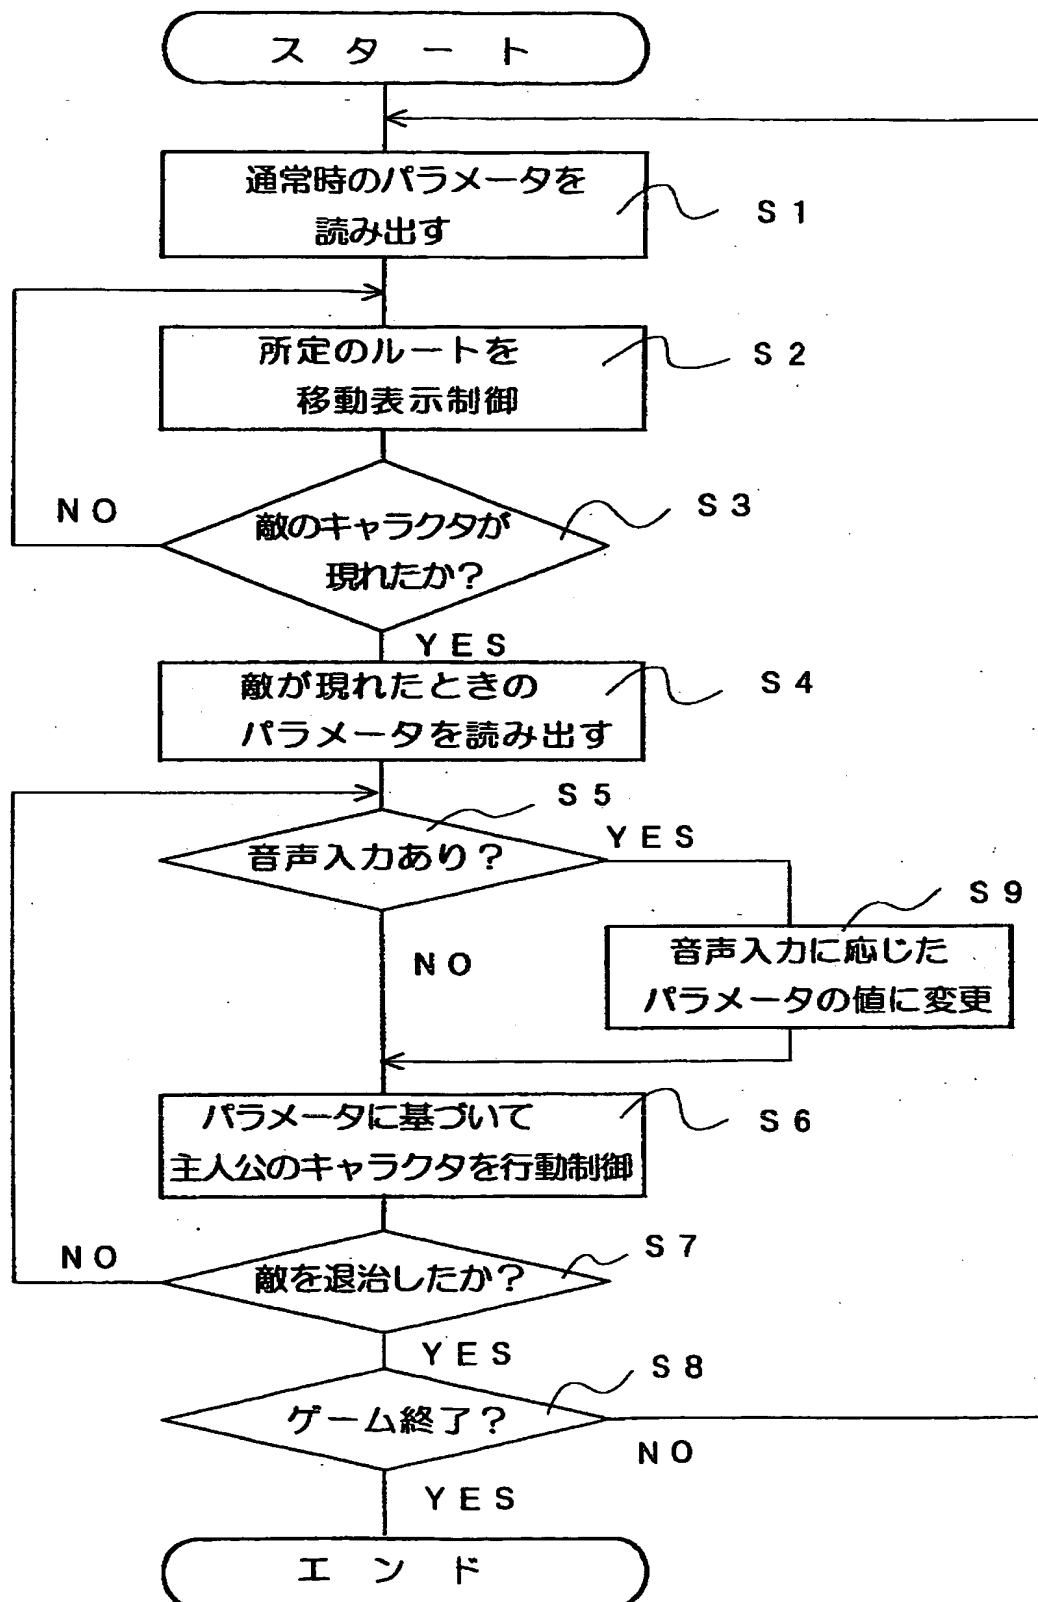 スタート
通常時のパラメータを
読み出す
S1
所定のルートを
移動表示制御
S2
敵のキャラクタが
現れたか?
S3
NO
YES
敵が現れたときの
パラメータを読み出す
S4
音声入力あり?
S5
YES
NO
音声入力に応じた
パラメータの値に変更
S9
パラメータに基づいて
主人公のキャラクタを行動制御
S6
敵を退治したか?
S7
NO
YES
ゲーム終了?
S8
NO
YES
エンド